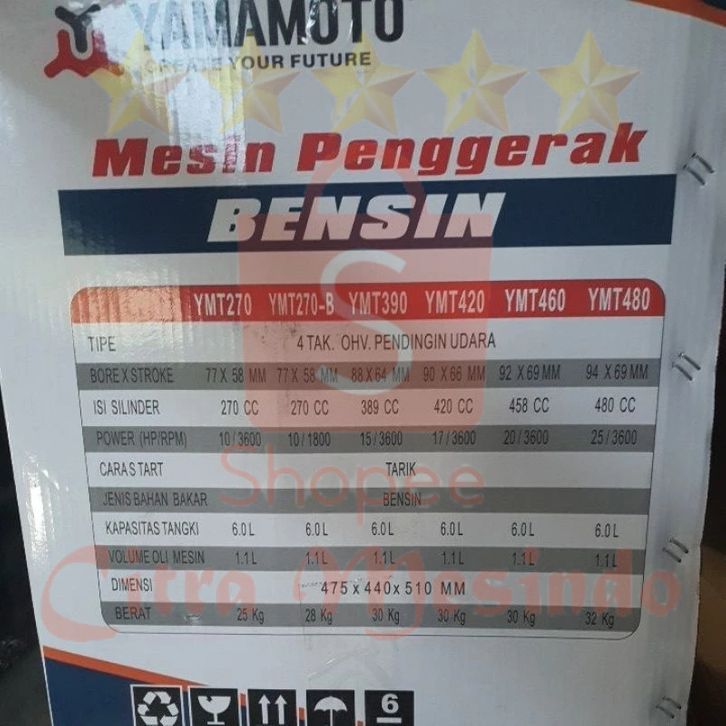 YAMAMOTO
CREATE YOUR FUTURE
Mesin Penggerak
BENSIN
YMT270 YMT270-B YMT390 YMT420 YMT460 YMT480
TIPE 4 TAK. OHV. PENDINGIN UDARA
BORE X STROKE 77 X 58 MM 77 X 58 MM 88 X 64 MM 90 X 66 MM 92 X 69 MM 94 X 69 MM
ISI SILINDER 270 CC 270 CC 389 CC 420 CC 458 CC 480 CC
POWER (HP/RPM) 10/3600 10/1800 15/3600 17/3600 20/3600 25/3600
CARA START TARIK
Shopee
JENIS BAHAN BAKAR BENSIN
KAPASITAS TANGKI 6.0 L 6.0 L 6.0 L 6.0 L 6.0 L 6.0 L
VOLUME OLI MESIN 1.1 L 1.1 L 1.1 L 1.1 L 1.1 L 1.1 L
Citra Mesindo
DIMENSI 475 x 440 x 510 MM
BERAT 25 Kg 28 Kg 30 Kg 30 Kg 30 Kg 32 Kg
6